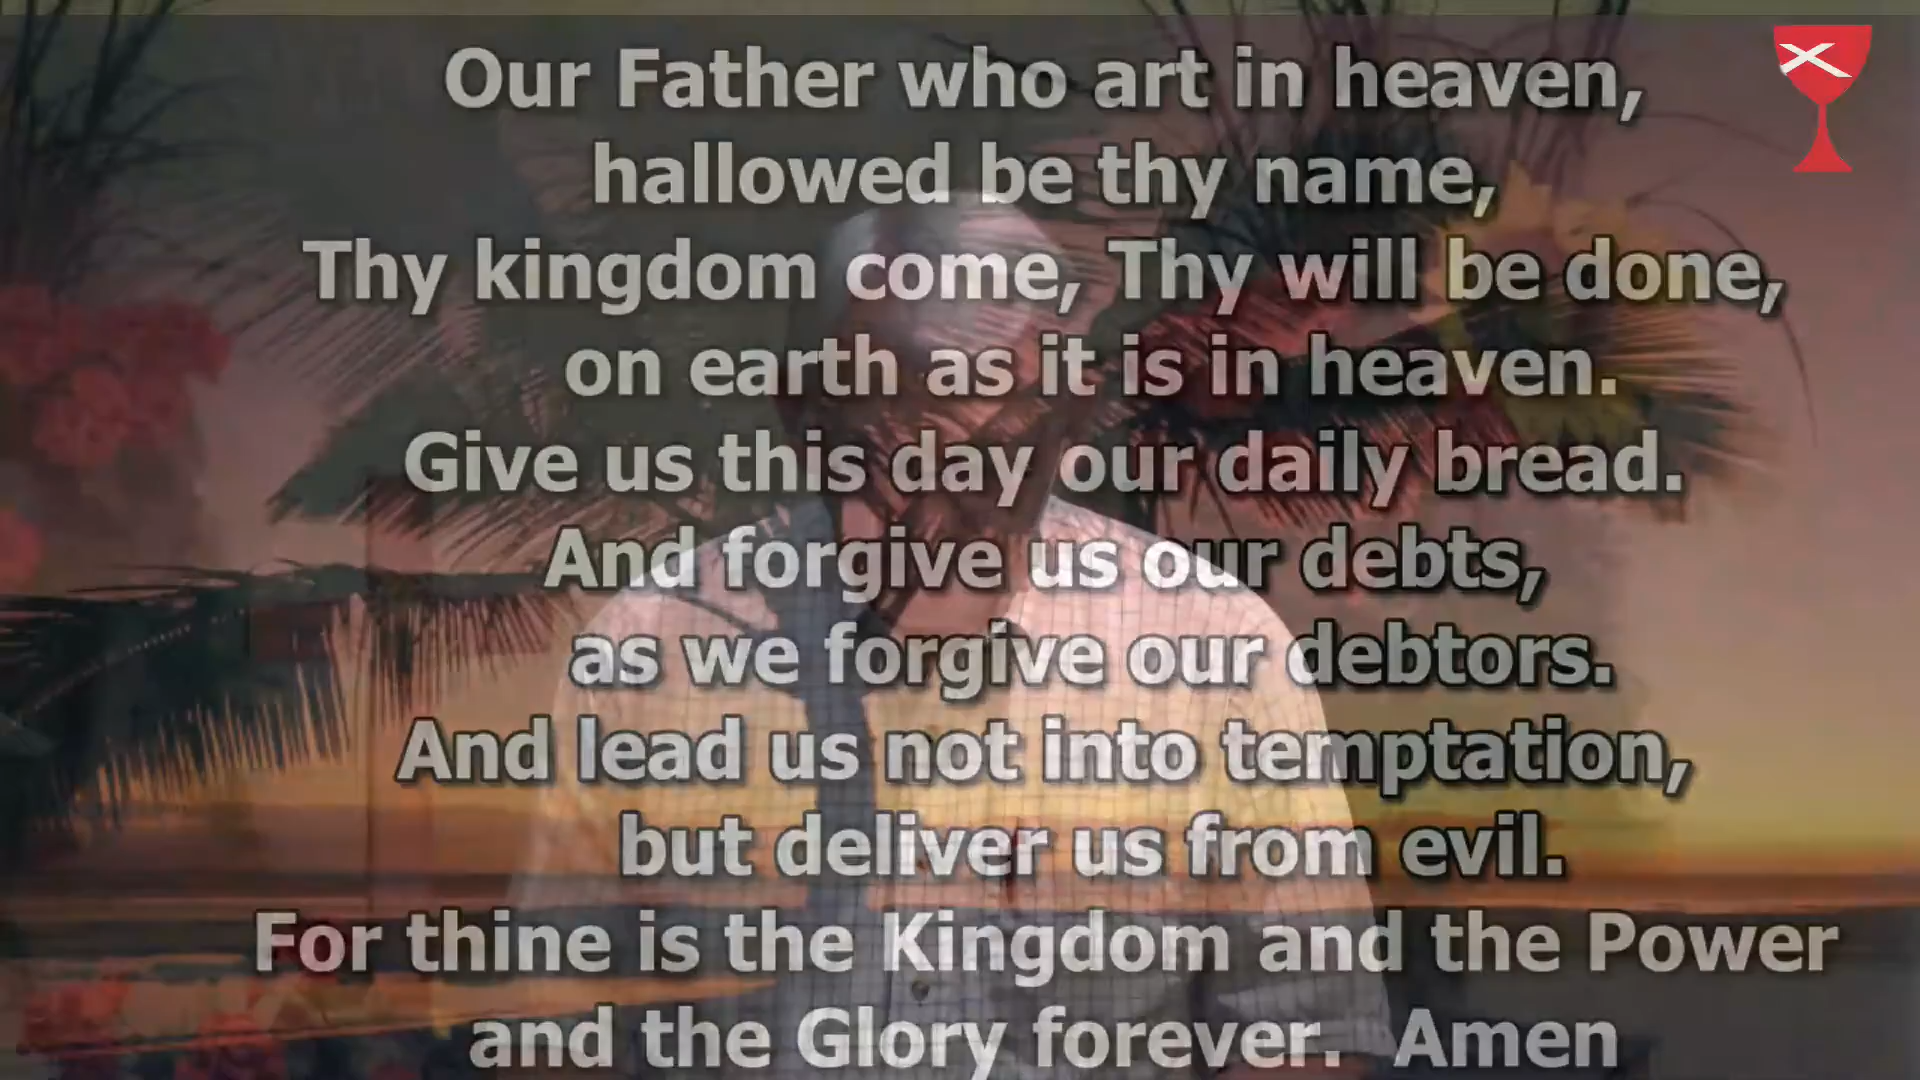 Our Father who art in heaven,
hallowed be thy name,
Thy kingdom come, Thy will be done,
on earth as it is in heaven.
Give us this day our daily bread.
And forgive us our debts,
as we forgive our debtors.
And lead us not into temptation,
but deliver us from evil.
For thine is the Kingdom and the Power
and the Glory forever. Amen